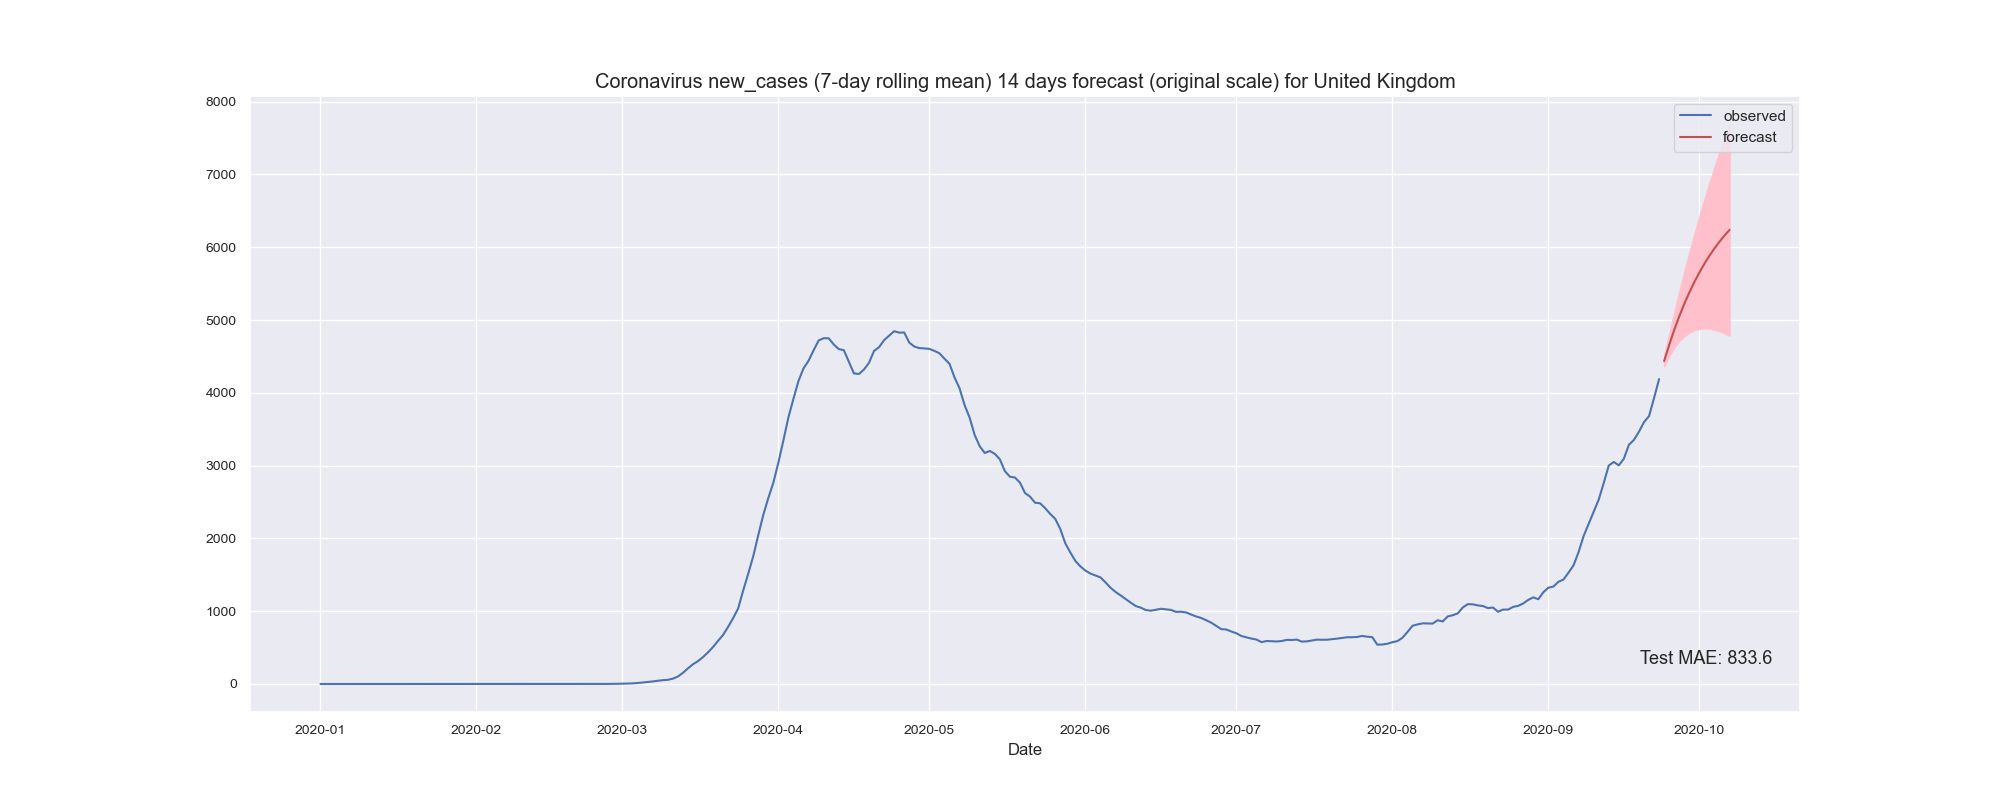 Coronavirus new_cases (7-day rolling mean) 14 days forecast (original scale) for United Kingdom
8000
7000
6000
5000
4000
3000
2000
1000
0
observed
forecast
Test MAE: 833.6
2020-01 2020-02 2020-03 2020-04 2020-05 2020-06 2020-07 2020-08 2020-09 2020-10
Date